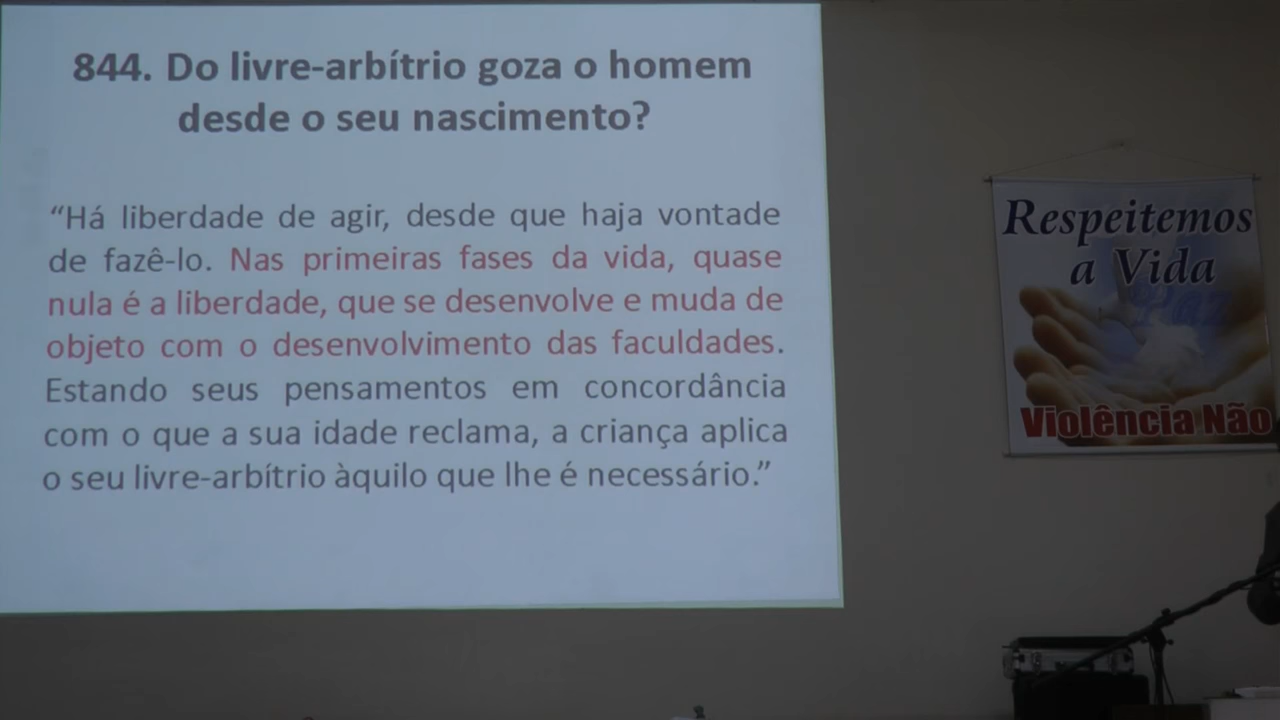 844. Do livre-arbítrio goza o homem
desde o seu nascimento?
“Há liberdade de agir, desde que haja vontade
de fazê-lo. Nas primeiras fases da vida, quase
nula é a liberdade, que se desenvolve e muda de
objeto com o desenvolvimento das faculdades.
Estando seus pensamentos em concordância
com o que a sua idade reclama, a criança aplica
o seu livre-arbítrio àquilo que lhe é necessário.”
Respeitemos
a Vida
Paz
Violência Não